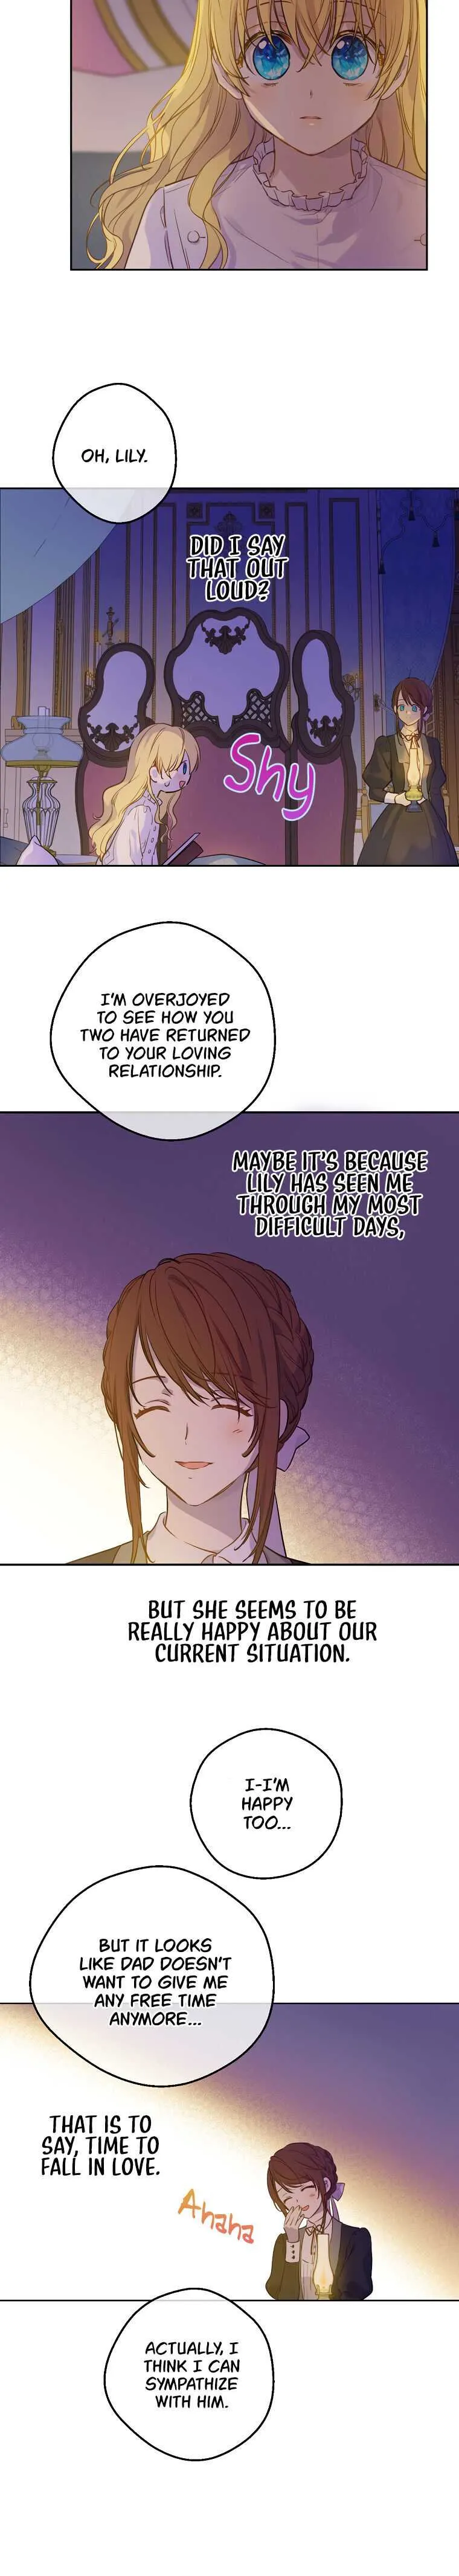 OH, LILY.
DID I SAY
THAT OUT
LOUD?
Shy
I'M OVERJOYED
TO SEE HOW YOU
TWO HAVE RETURNED
TO YOUR LOVING
RELATIONSHIP.
MAYBE IT'S BECAUSE
LILY HAS SEEN ME
THROUGH MY MOST
DIFFICULT DAYS,
BUT SHE SEEMS TO BE
REALLY HAPPY ABOUT OUR
CURRENT SITUATION.
I-I'M
HAPPY
TOO...
BUT IT LOOKS
LIKE DAD DOESN'T
WANT TO GIVE ME
ANY FREE TIME
ANYMORE...
THAT IS TO
SAY, TIME TO
FALL IN LOVE.
Ahaha
ACTUALLY, I
THINK I CAN
SYMPATHIZE
WITH HIM.